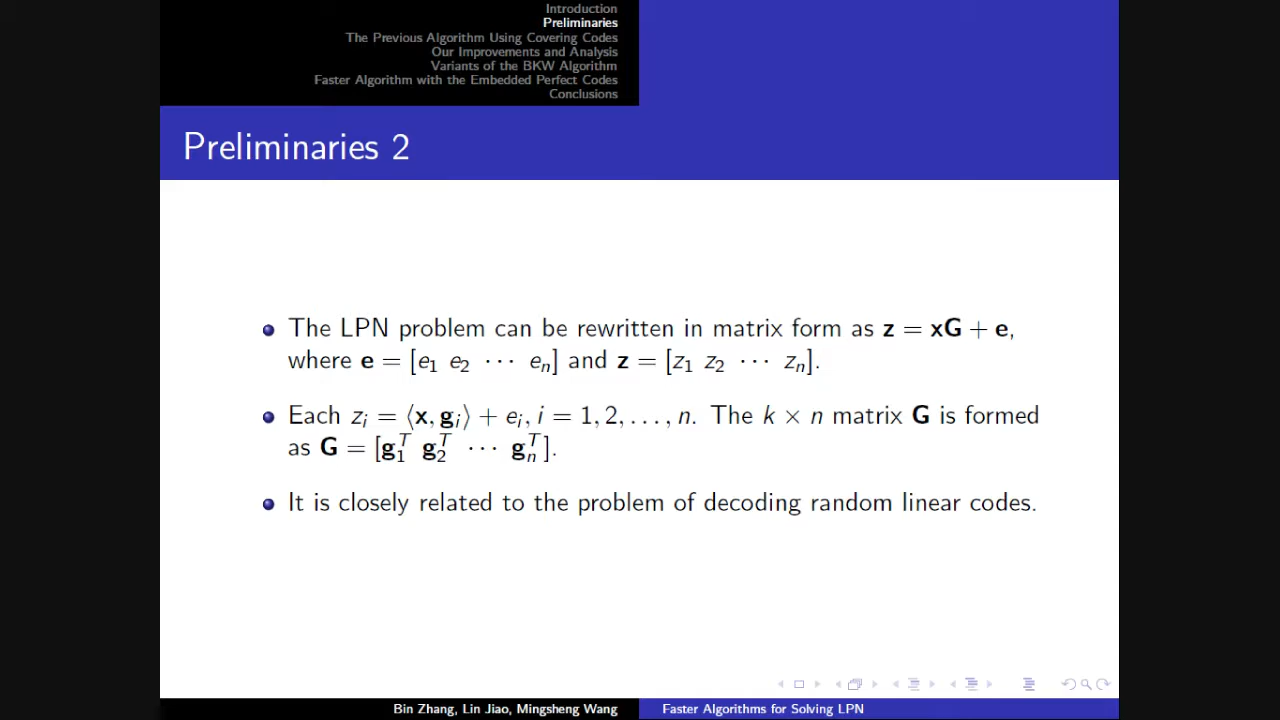 Introduction
Preliminaries
The Previous Algorithm Using Covering Codes
Our Improvements and Analysis
Variants of the BKW Algorithm
Faster Algorithm with the Embedded Perfect Codes
Conclusions
Preliminaries 2
The LPN problem can be rewritten in matrix form as z = xG + e,
where e = [e₁ e₂ ⋯ eₙ] and z = [z₁ z₂ ⋯ zₙ].
Each zᵢ = ⟨x, gᵢ⟩ + eᵢ, i = 1, 2, . . . , n. The k × n matrix G is formed
as G = [g₁ᵀ g₂ᵀ ⋯ gₙᵀ].
It is closely related to the problem of decoding random linear codes.
Bin Zhang, Lin Jiao, Mingsheng Wang
Faster Algorithms for Solving LPN